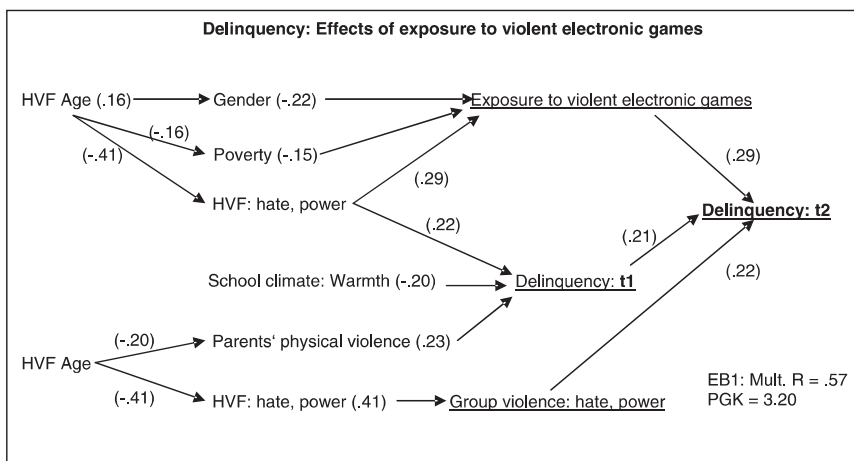 Delinquency: Effects of exposure to violent electronic games
HVF Age (.16)
Gender (-.22)
Exposure to violent electronic games
(-.16)
(-.41)
Poverty (-.15)
(.29)
(.29)
HVF: hate, power
Delinquency: t2
(.22)
(.21)
(.22)
School climate: Warmth (-.20)
Delinquency: t1
(-.20)
Parents‘ physical violence (.23)
HVF Age
(-.41)
HVF: hate, power (.41)
Group violence: hate, power
EB1: Mult. R = .57
PGK = 3.20